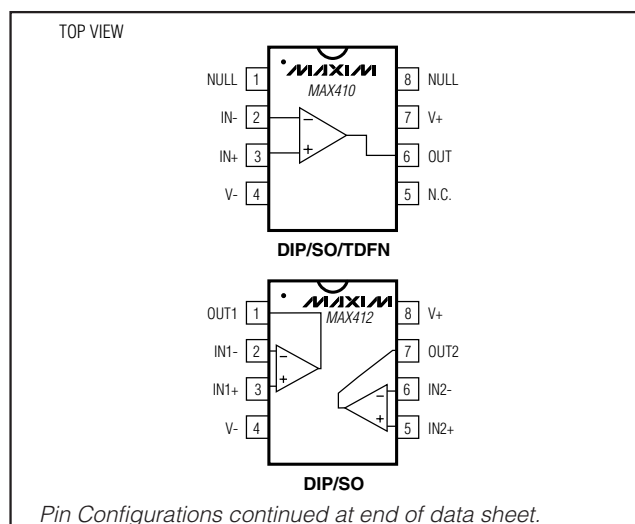 TOP VIEW
MAXIM
MAX410
NULL 1 8 NULL
IN- 2 7 V+
IN+ 3 6 OUT
V- 4 5 N.C.
- +
DIP/SO/TDFN
MAXIM
MAX412
OUT1 1 8 V+
IN1- 2 7 OUT2
IN1+ 3 6 IN2-
V- 4 5 IN2+
- + - +
DIP/SO
Pin Configurations continued at end of data sheet.